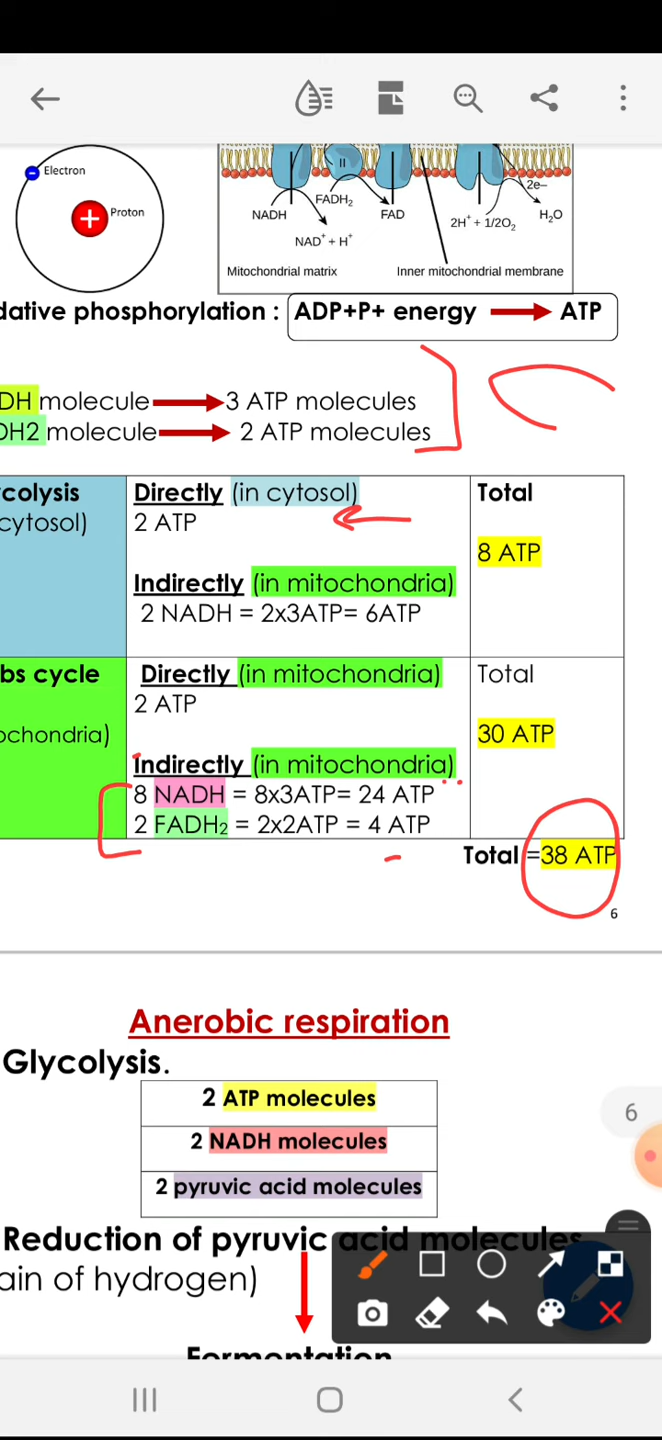 Electron
Proton
II
FADH₂
NADH
FAD
NAD⁺ + H⁺
2e–
2H⁺ + 1/2O₂
H₂O
Mitochondrial matrix
Inner mitochondrial membrane
dative phosphorylation : ADP+P+ energy ATP
DH molecule 3 ATP molecules
DH2 molecule 2 ATP molecules
colysis
cytosol)
Directly (in cytosol)
2 ATP
Indirectly (in mitochondria)
2 NADH = 2x3ATP= 6ATP
Total
8 ATP
bs cycle
ochondria)
Directly (in mitochondria)
2 ATP
Indirectly (in mitochondria)
8 NADH = 8x3ATP= 24 ATP
2 FADH₂ = 2x2ATP = 4 ATP
Total
30 ATP
Total =38 ATP
6
Anerobic respiration
Glycolysis.
2 ATP molecules
2 NADH molecules
2 pyruvic acid molecules
6
Reduction of pyruvic acid molecules
ain of hydrogen)
Fermentation